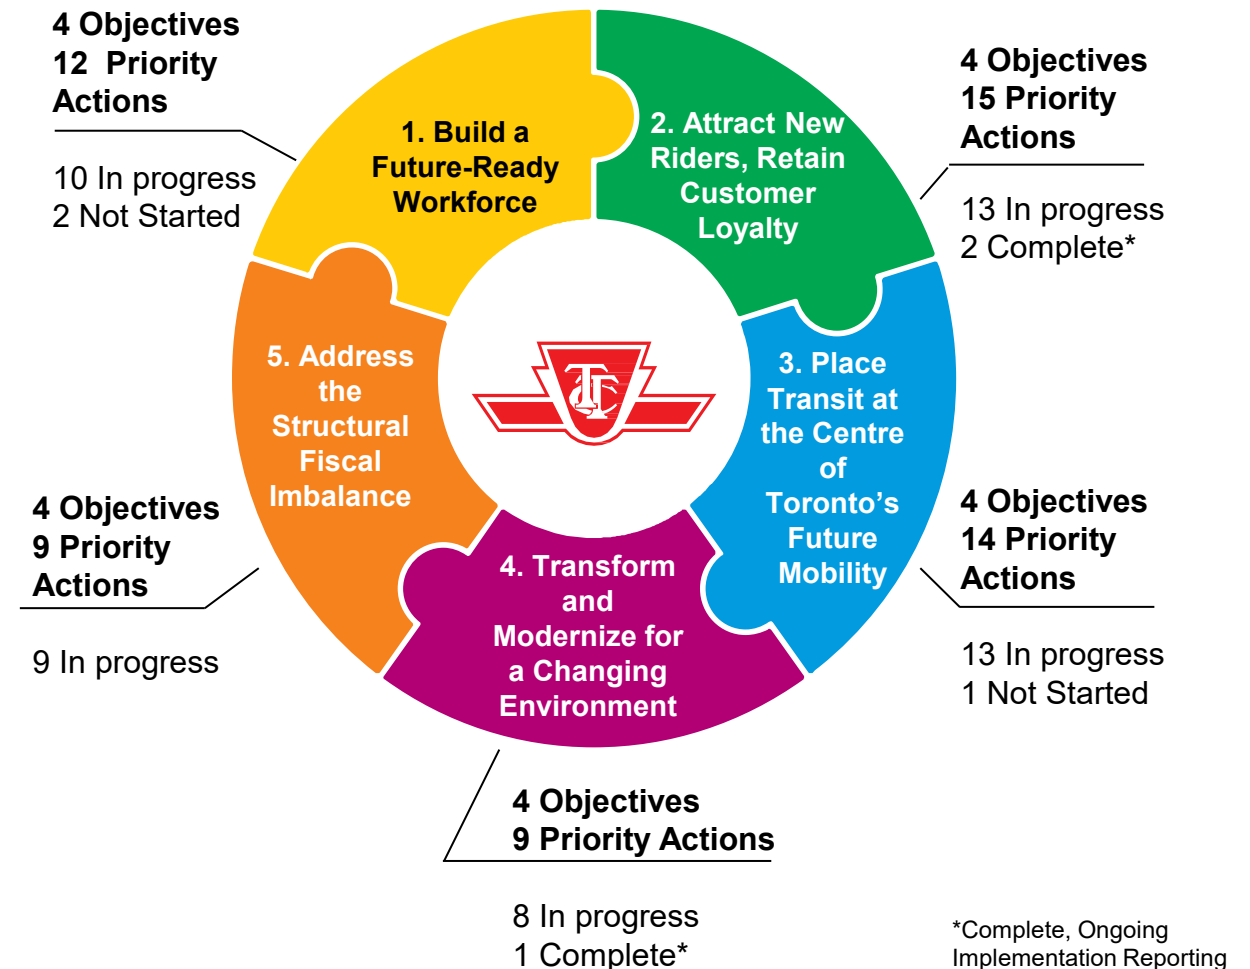 4 Objectives
12 Priority
Actions
10 In progress
2 Not Started
1. Build a
Future-Ready
Workforce
2. Attract New
Riders, Retain
Customer
Loyalty
4 Objectives
15 Priority
Actions
13 In progress
2 Complete*
3. Place
Transit at
the Centre
of
Toronto's
Future
Mobility
4 Objectives
14 Priority
Actions
13 In progress
1 Not Started
4. Transform
and
Modernize for
a Changing
Environment
4 Objectives
9 Priority Actions
8 In progress
1 Complete*
5. Address
the
Structural
Fiscal
Imbalance
4 Objectives
9 Priority
Actions
9 In progress
TTC
*Complete, Ongoing
Implementation Reporting